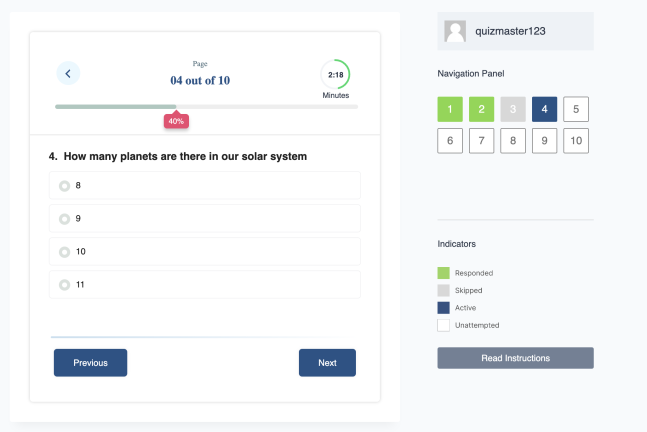 Page
04 out of 10
2:18
Minutes
40%
4. How many planets are there in our solar system
8
9
10
11
Previous
Next
quizmaster123
Navigation Panel
1 2 3 4 5
6 7 8 9 10
Indicators
Responded
Skipped
Active
Unattempted
Read Instructions